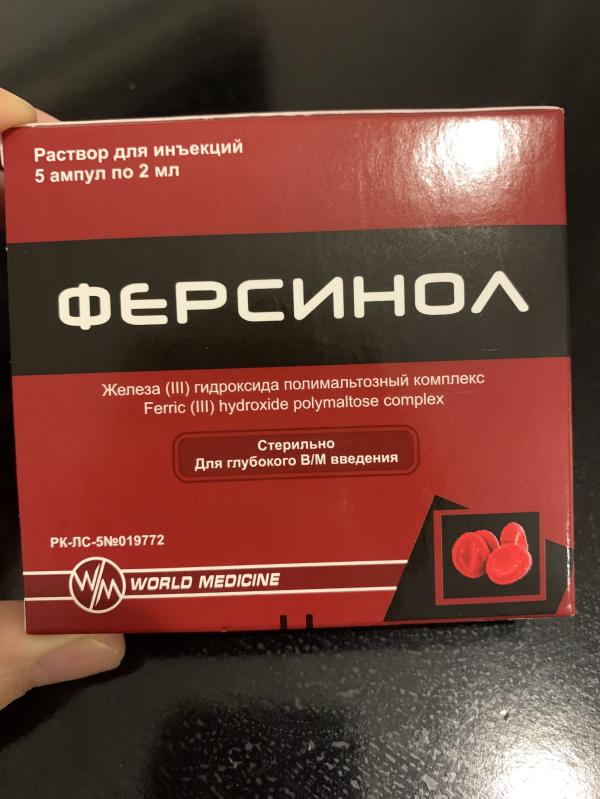 Раствор для инъекций
5 ампул по 2 мл
ФЕРСИНОЛ
Железа (III) гидроксида полимальтозный комплекс
Ferric (III) hydroxide polymaltose complex
Стерильно
Для глубокого В/М введения
РК-ЛС-5№019772
WM WORLD MEDICINE